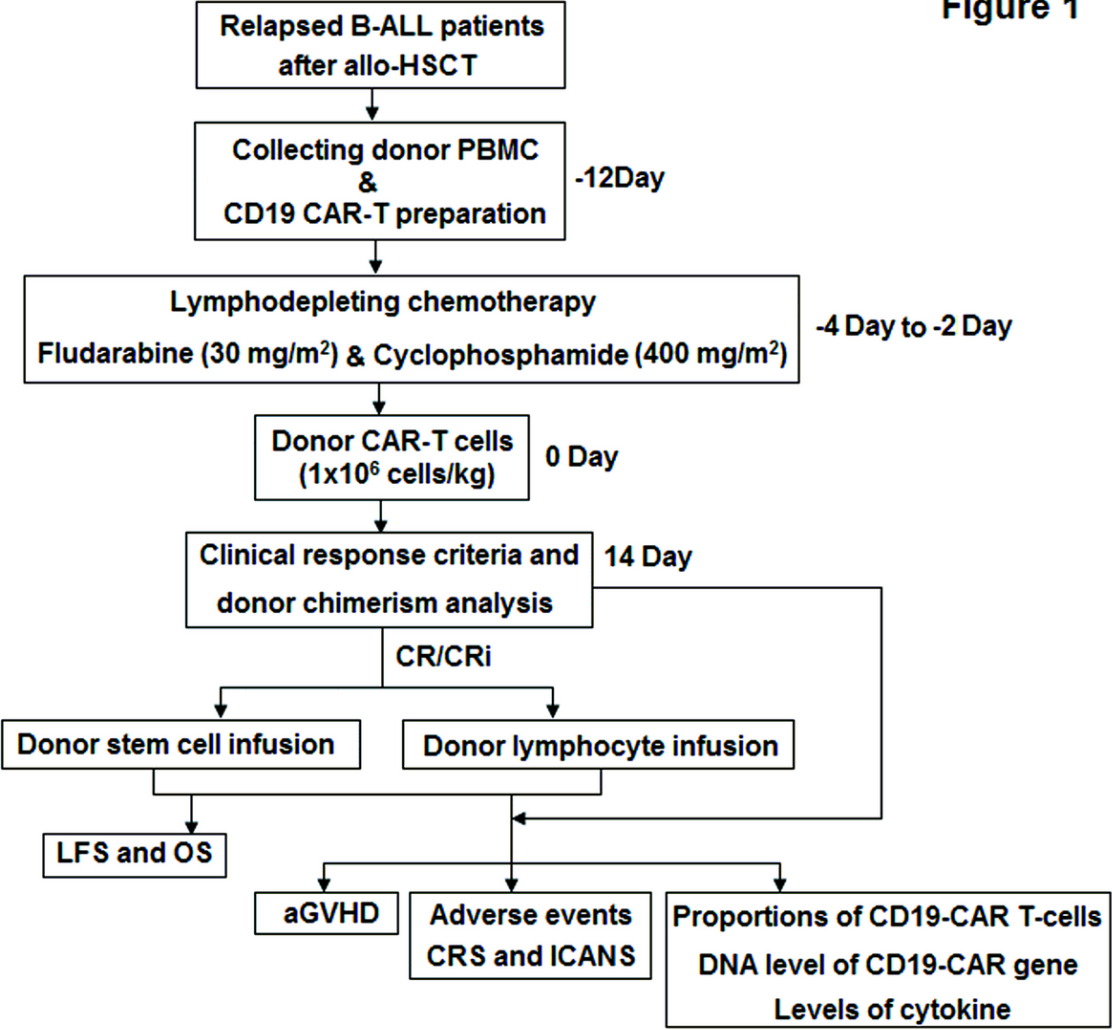 Figure 1
Relapsed B-ALL patients
after allo-HSCT
Collecting donor PBMC
&
CD19 CAR-T preparation
-12Day
Lymphodepleting chemotherapy
Fludarabine (30 mg/m²) & Cyclophosphamide (400 mg/m²)
-4 Day to -2 Day
Donor CAR-T cells
(1x10⁶ cells/kg)
0 Day
Clinical response criteria and
donor chimerism analysis
14 Day
CR/CRi
Donor stem cell infusion
Donor lymphocyte infusion
LFS and OS
aGVHD
Adverse events
CRS and ICANS
Proportions of CD19-CAR T-cells
DNA level of CD19-CAR gene
Levels of cytokine